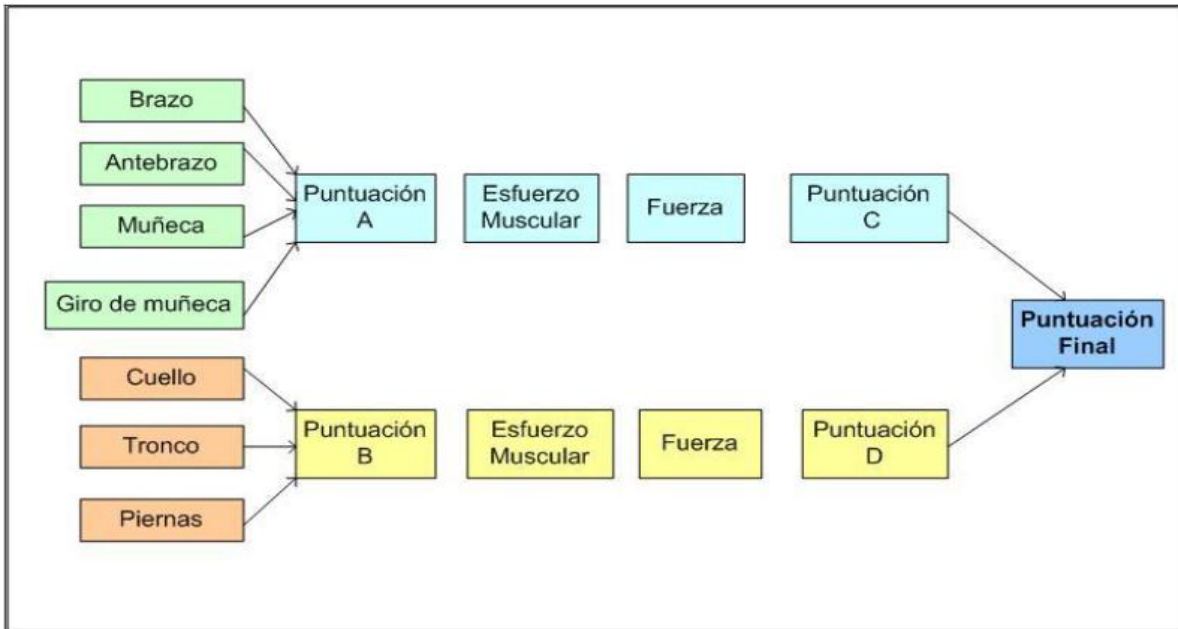 Brazo
Antebrazo
Muñeca
Giro de muñeca
Puntuación
A
Esfuerzo
Muscular
Fuerza
Puntuación
C
Cuello
Tronco
Piernas
Puntuación
B
Esfuerzo
Muscular
Fuerza
Puntuación
D
Puntuación
Final